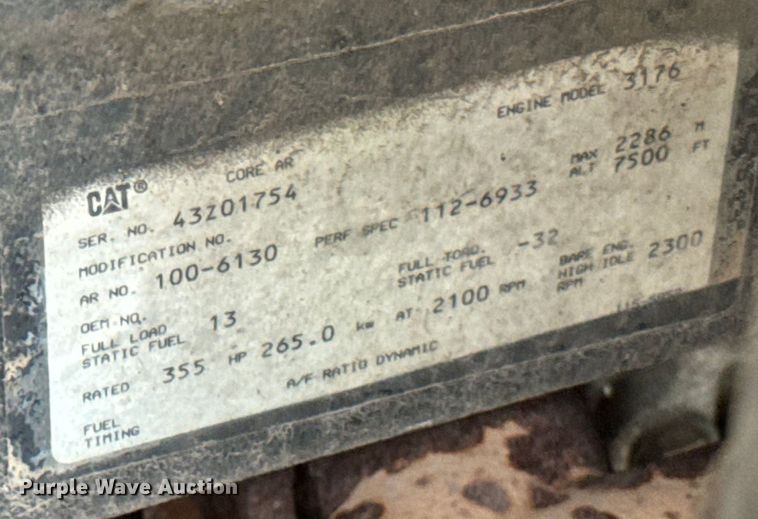 ENGINE MODEL 3176
CAT® CORE AR
MAX ALT 2286 M
7500 FT
SER. NO. 43Z01754
MODIFICATION NO.
AR NO. 100-6130 PERF SPEC 112-6933
OEM NO.
FULL LOAD STATIC FUEL 13 FULL TORQ. STATIC FUEL -32 BARE ENG. HIGH IDLE RPM 2300
RATED 355 HP 265.0 kw AT 2100 RPM
FUEL TIMING A/F RATIO DYNAMIC
Purple Wave Auction